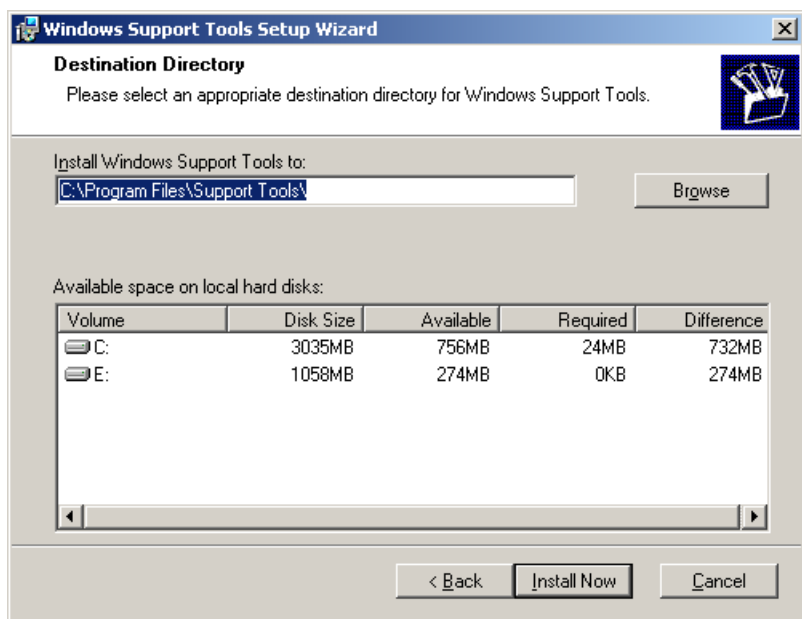 Windows Support Tools Setup Wizard
Destination Directory
Please select an appropriate destination directory for Windows Support Tools.
Install Windows Support Tools to:
C:\Program Files\Support Tools\
Browse
Available space on local hard disks:
Volume Disk Size Available Required Difference
C: 3035MB 756MB 24MB 732MB
E: 1058MB 274MB 0KB 274MB
< Back Install Now Cancel